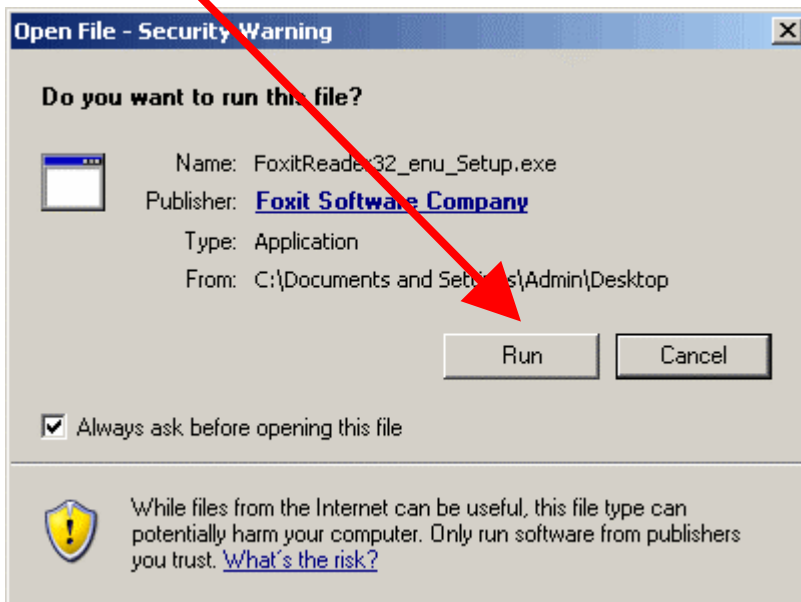 Open File - Security Warning
Do you want to run this file?
Name: FoxitReader32_enu_Setup.exe
Publisher: Foxit Software Company
Type: Application
From: C:\Documents and Settings\Admin\Desktop
Run Cancel
Always ask before opening this file
While files from the Internet can be useful, this file type can
potentially harm your computer. Only run software from publishers
you trust. What's the risk?